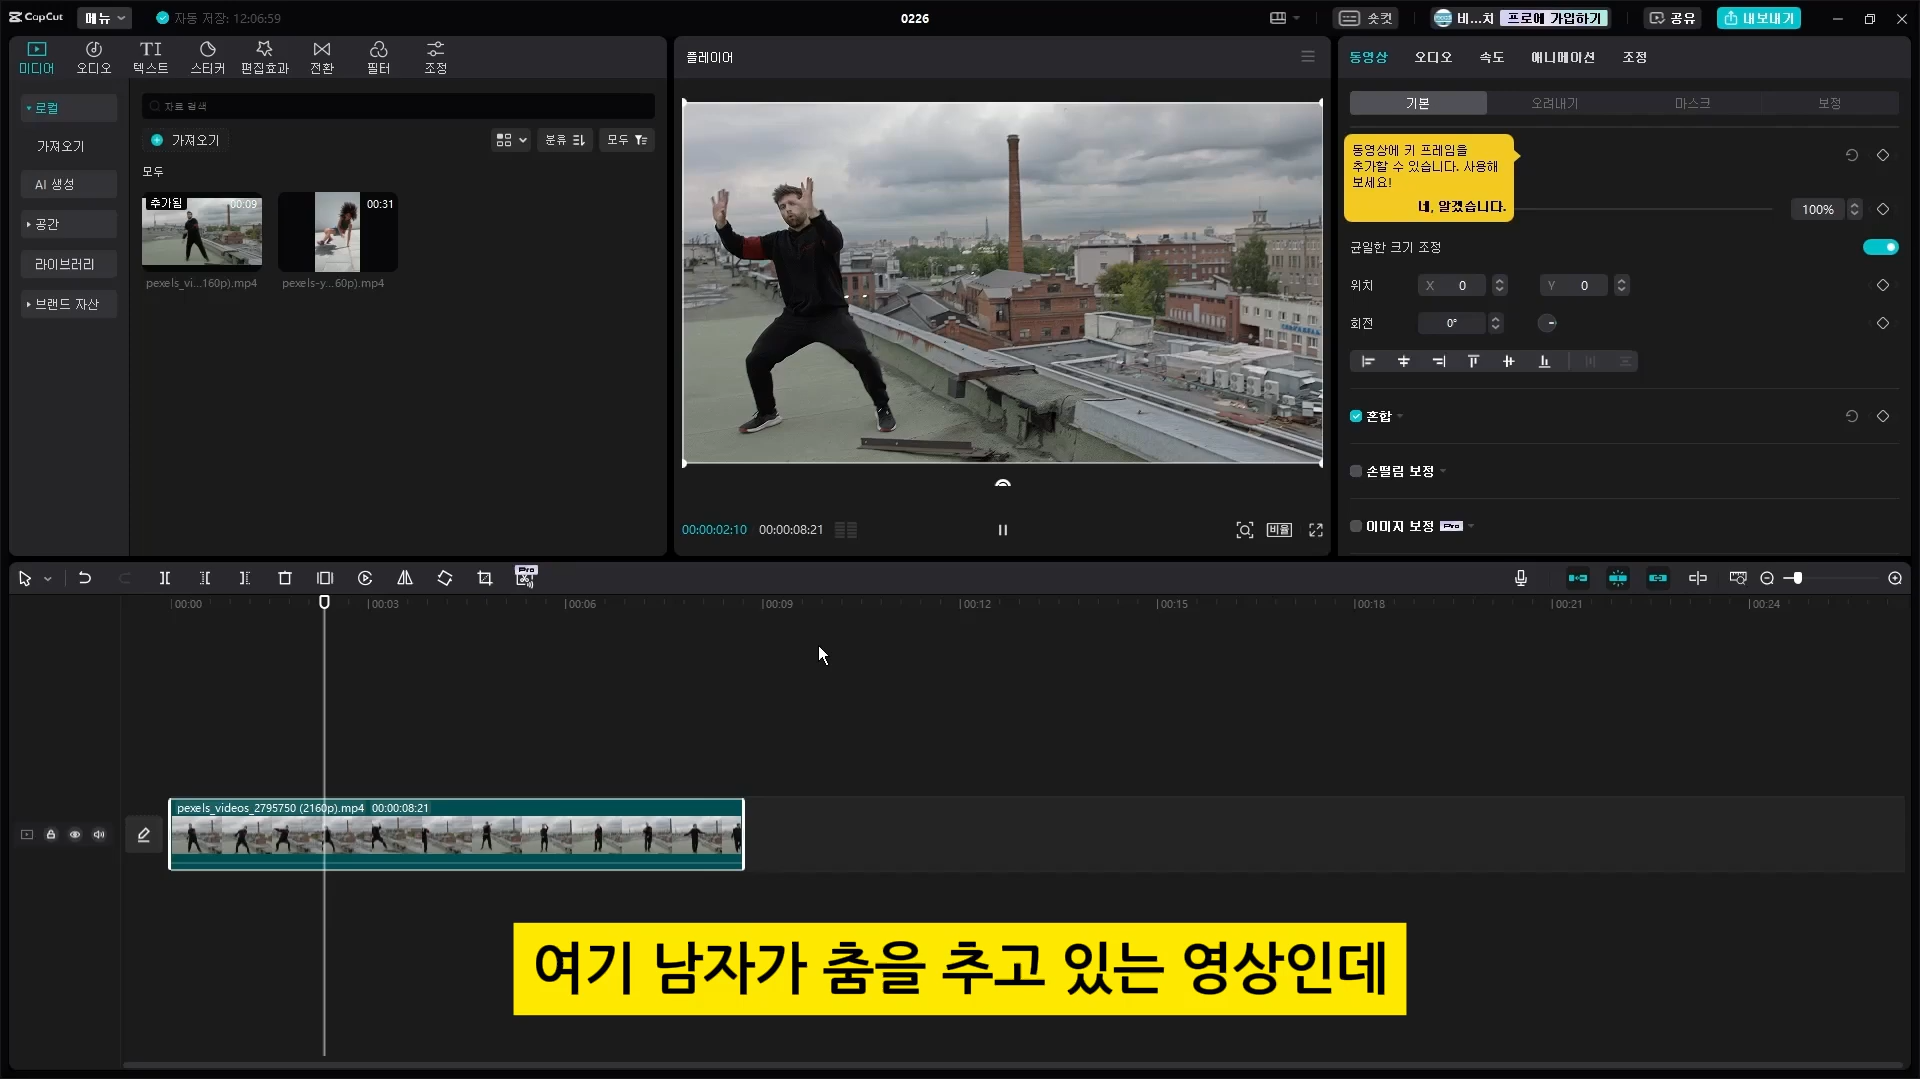 CapCut
메뉴
자동 저장: 12:06:59
0226
숏컷
비...치
프로에 가입하기
공유
내보내기
미디어
오디오
텍스트
스티커
편집효과
전환
필터
조정
로컬
가져오기
AI 생성
공간
라이브러리
브랜드 자산
자료 검색
가져오기
분류
모두
모두
추가됨
00:09
00:31
pexels_vi...160p).mp4
pexels-y...60p).mp4
플레이어
00:00:02:10
00:00:08:21
비율
동영상
오디오
속도
애니메이션
조정
기본
오려내기
마스크
보정
동영상에 키 프레임을
추가할 수 있습니다. 사용해
보세요!
네, 알겠습니다.
100%
균일한 크기 조정
위치
X 0
Y 0
회전
0°
혼합
손떨림 보정
이미지 보정 Pro
Pro
00:00
00:03
00:06
00:09
00:12
00:15
00:18
00:21
00:24
pexels_videos_2795750 (2160p).mp4 00:00:08:21
여기 남자가 춤을 추고 있는 영상인데